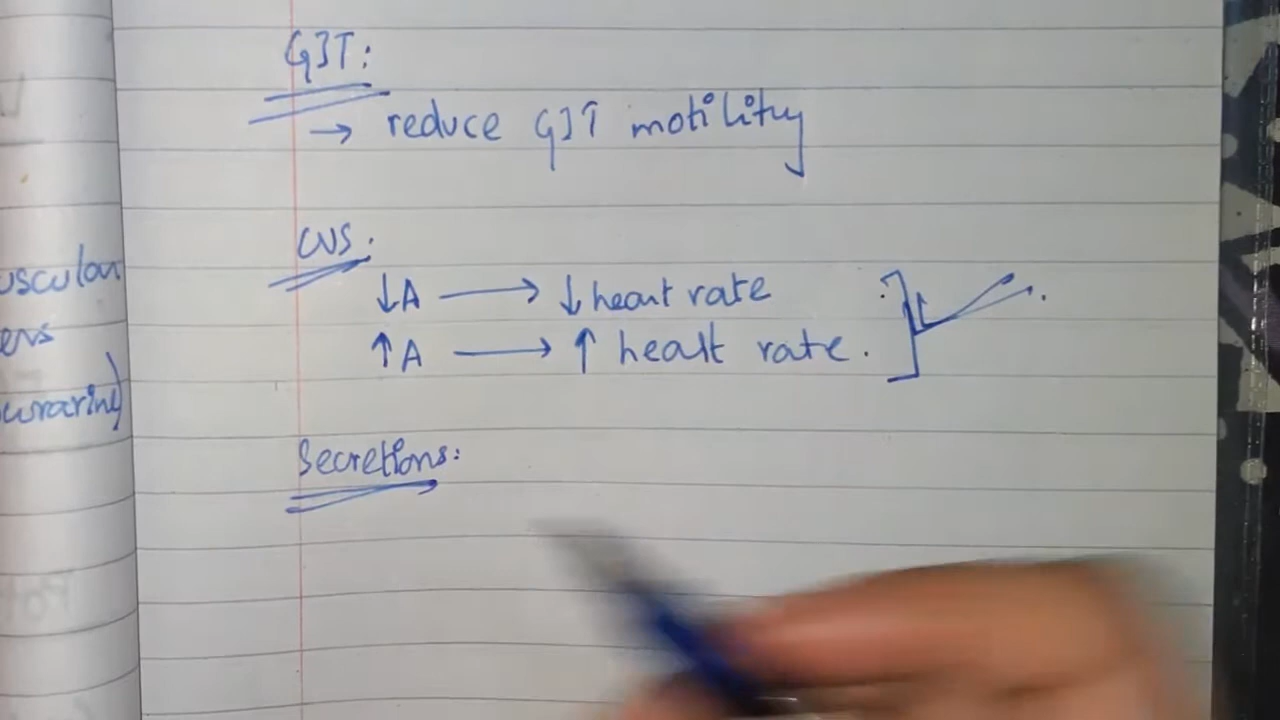 GIT:
→ reduce GIT motility
CVS:
↓A → ↓ heart rate
↑A → ↑ heart rate.
Secretions: